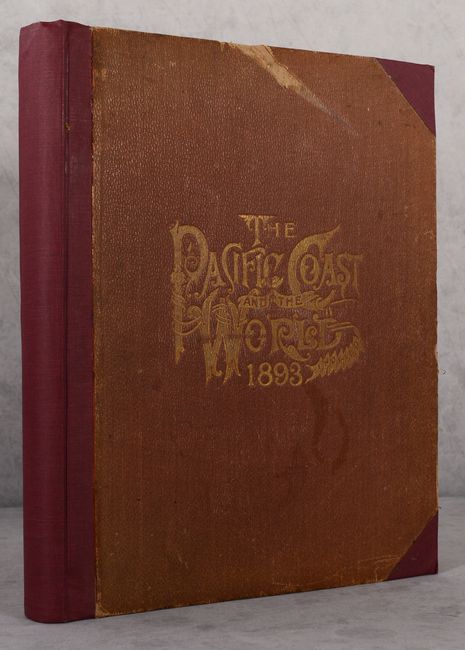 THE
PACIFIC COAST
AND THE
WORLD
1893